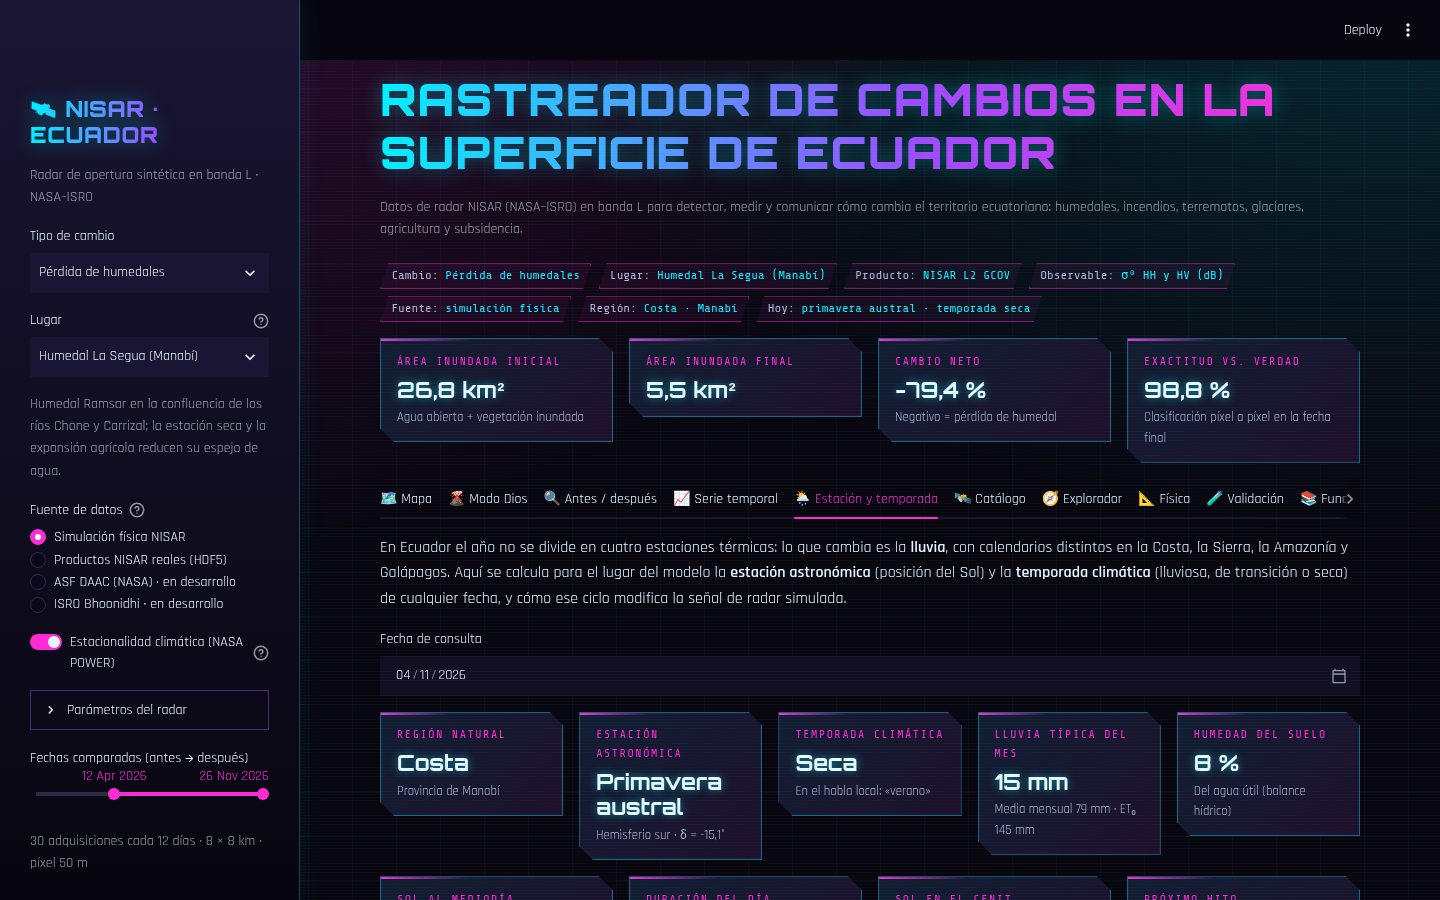 NISAR ·
ECUADOR
Radar de apertura sintética en banda L ·
NASA–ISRO
Tipo de cambio
Pérdida de humedales
Lugar
Humedal La Segua (Manabí)
Humedal Ramsar en la confluencia de los
ríos Chone y Carrizal; la estación seca y la
expansión agrícola reducen su espejo de
agua.
Fuente de datos
Simulación física NISAR
Productos NISAR reales (HDF5)
ASF DAAC (NASA) · en desarrollo
ISRO Bhoonidhi · en desarrollo
Estacionalidad climática (NASA
POWER)
Parámetros del radar
Fechas comparadas (antes → después)
12 Apr 2026 26 Nov 2026
30 adquisiciones cada 12 días · 8 × 8 km ·
píxel 50 m
Deploy
RASTREADOR DE CAMBIOS EN LA
SUPERFICIE DE ECUADOR
Datos de radar NISAR (NASA–ISRO) en banda L para detectar, medir y comunicar cómo cambia el territorio ecuatoriano: humedales, incendios, terremotos, glaciares,
agricultura y subsidencia.
Cambio: Pérdida de humedales Lugar: Humedal La Segua (Manabí) Producto: NISAR L2 GCOV Observable: σ⁰ HH y HV (dB)
Fuente: simulación física Región: Costa · Manabí Hoy: primavera austral · temporada seca
ÁREA INUNDADA INICIAL
26,8 km²
Agua abierta + vegetación inundada
ÁREA INUNDADA FINAL
5,5 km²
CAMBIO NETO
-79,4 %
Negativo = pérdida de humedal
EXACTITUD VS. VERDAD
98,8 %
Clasificación píxel a píxel en la fecha
final
Mapa Modo Dios Antes / después Serie temporal Estación y temporada Catálogo Explorador Física Validación Func
En Ecuador el año no se divide en cuatro estaciones térmicas: lo que cambia es la lluvia, con calendarios distintos en la Costa, la Sierra, la Amazonía y
Galápagos. Aquí se calcula para el lugar del modelo la estación astronómica (posición del Sol) y la temporada climática (lluviosa, de transición o seca)
de cualquier fecha, y cómo ese ciclo modifica la señal de radar simulada.
Fecha de consulta
04 / 11 / 2026
REGIÓN NATURAL
Costa
Provincia de Manabí
ESTACIÓN
ASTRONÓMICA
Primavera
austral
Hemisferio sur · δ = -15,1°
TEMPORADA CLIMÁTICA
Seca
En el habla local: «verano»
LLUVIA TÍPICA DEL
MES
15 mm
Media mensual 79 mm · ET₀
145 mm
HUMEDAD DEL SUELO
8 %
Del agua útil (balance
hídrico)
SOL AL MEDIODÍA
DURACIÓN DEL DÍA
SOL EN EL CENIT
PRÓXIMO HITO